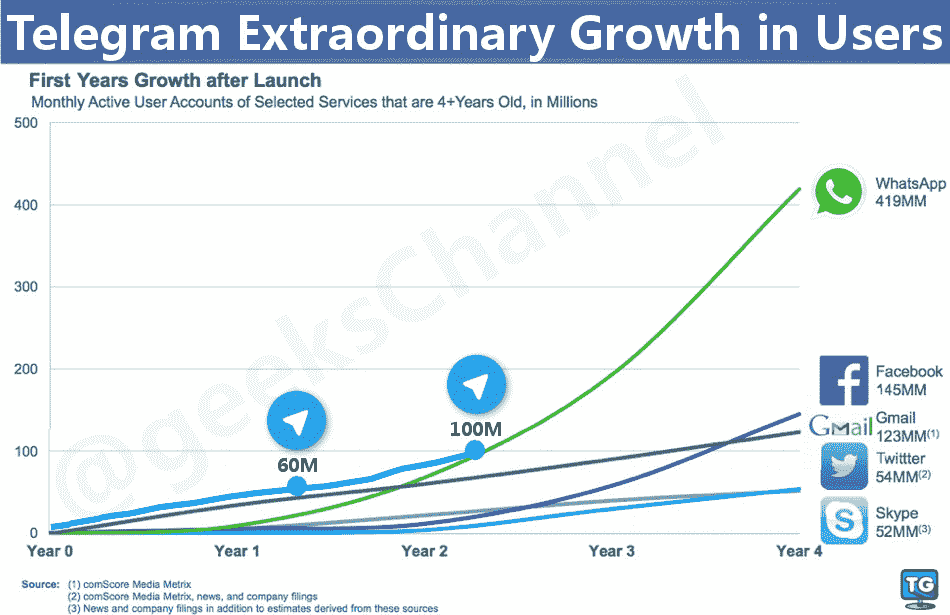 Telegram Extraordinary Growth in Users
First Years Growth after Launch
Monthly Active User Accounts of Selected Services that are 4+Years Old, in Millions
500
400
300
200
100
0
@geeksChannel
60M
100M
WhatsApp
419MM
Facebook
145MM
Gmail
Gmail
123MM(1)
Twittter
54MM(2)
Skype
52MM(3)
Year 0 Year 1 Year 2 Year 3 Year 4
Source: (1) comScore Media Metrix
(2) comScore Media Metrix, news, and company filings
(3) News and company filings in addition to estimates derived from these sources
TG